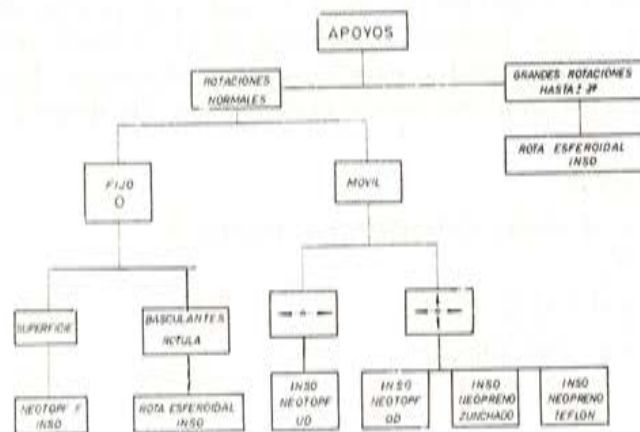 APOYOS
ROTACIONES
NORMALES
GRANDES ROTACIONES
ROTA ESFEROIDAL
INSO
FIJO
MOVIL
SUPERFICIE
BASCULANTES
ROTULA
NEOTOPF F
INSO
ROTA ESFEROIDAL
INSO
INSO
NEOTOPF
UD
INSO
NEOTOPF
OD
INSO
NEOPRENO
ZUNCHADO
INSO
NEOPRENO
TEFLON